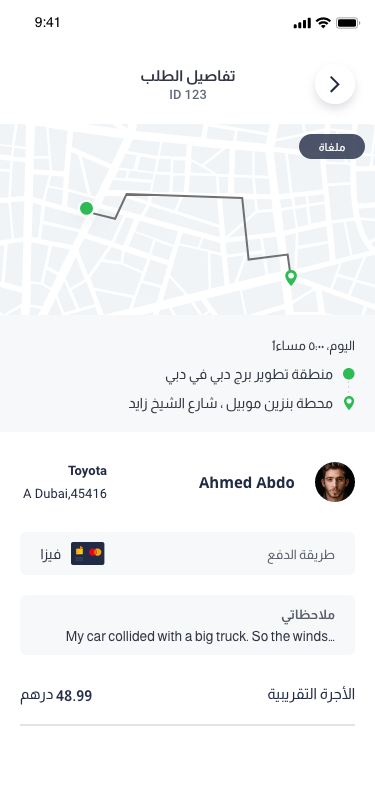 9:41
تفاصيل الطلب
ID 123
ملغاة
اليوم، ٥:٠٠ مساءاً
منطقة تطوير برج دبي في دبي
محطة بنزين موبيل ، شارع الشيخ زايد
Ahmed Abdo
Toyota
A Dubai,45416
طريقة الدفع
فيزا
ملاحظاتي
My car collided with a big truck. So the winds...
الأجرة التقريبية
48.99 درهم